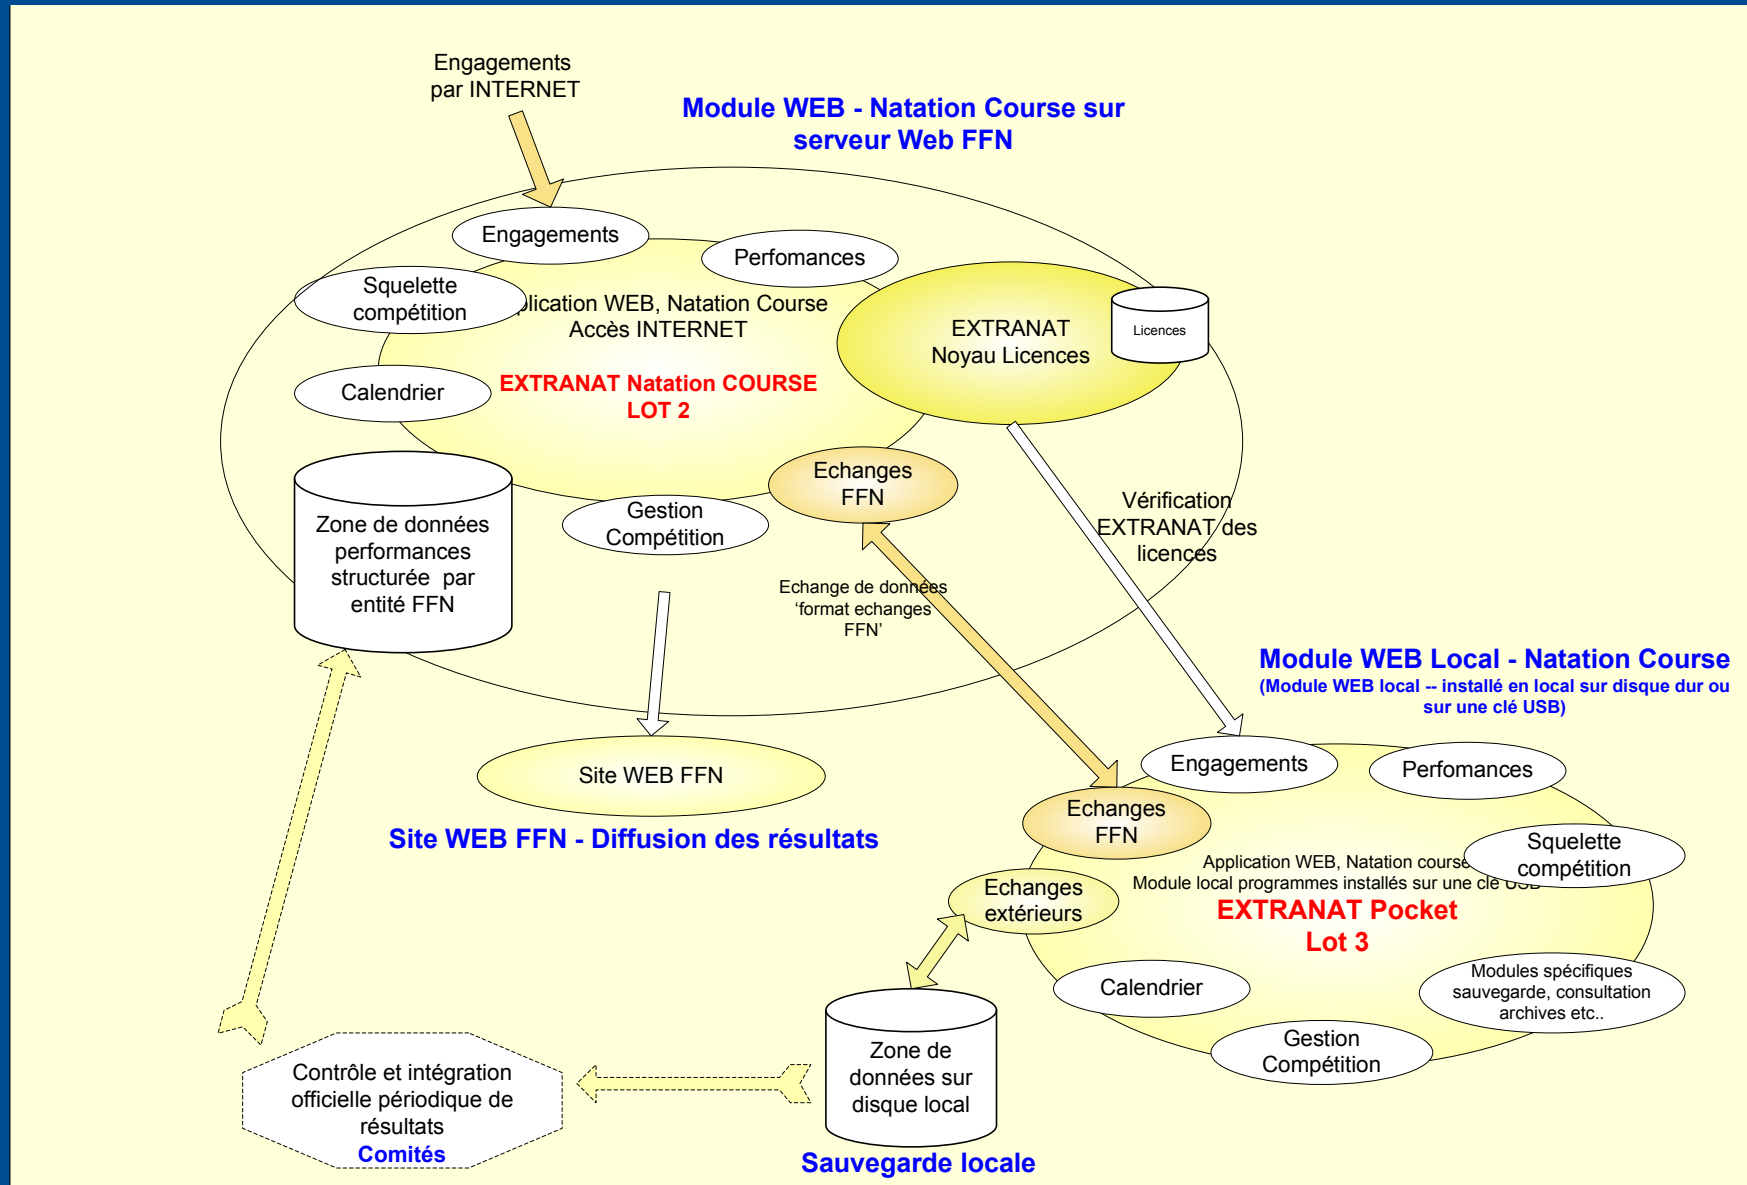 Engagements
par INTERNET
Module WEB - Natation Course sur
serveur Web FFN
Engagements
Perfomances
Squelette
compétition
plication WEB, Natation Course
Accès INTERNET
EXTRANAT Natation COURSE
LOT 2
EXTRANAT
Noyau Licences
Licences
Calendrier
Echanges
FFN
Gestion
Compétition
Zone de données
performances
structurée par
entité FFN
Vérification
EXTRANAT des
licences
Echange de données
‘format echanges
FFN’
Module WEB Local - Natation Course
(Module WEB local -- installé en local sur disque dur ou
sur une clé USB)
Site WEB FFN
Site WEB FFN - Diffusion des résultats
Engagements
Perfomances
Echanges
FFN
Squelette
compétition
Application WEB, Natation course
Module local programmes installés sur une clé USB
EXTRANAT Pocket
Lot 3
Echanges
extérieurs
Calendrier
Modules spécifiques
sauvegarde, consultation
archives etc..
Gestion
Compétition
Zone de
données sur
disque local
Sauvegarde locale
Contrôle et intégration
officielle périodique de
résultats
Comités